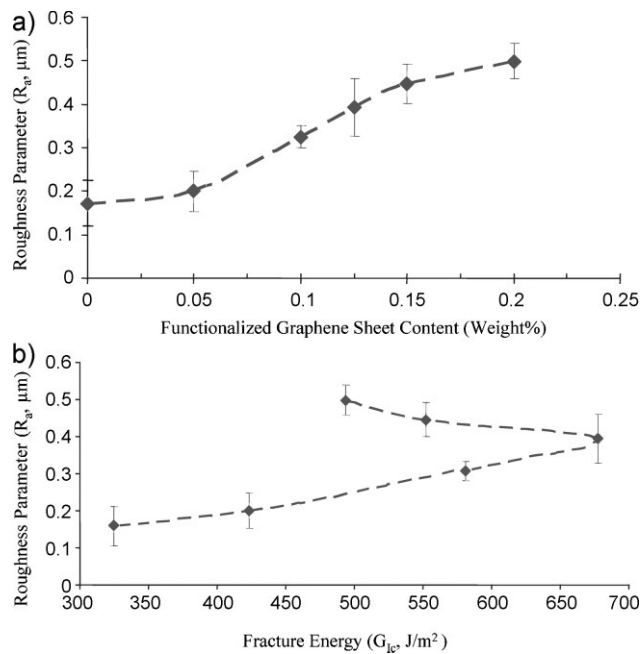 a)
Roughness Parameter (Rₐ, μm)
0.6
0.5
0.4
0.3
0.2
0.1
0
0 0.05 0.1 0.15 0.2 0.25
Functionalized Graphene Sheet Content (Weight%)
b)
Roughness Parameter (Rₐ, μm)
0.6
0.5
0.4
0.3
0.2
0.1
0
300 350 400 450 500 550 600 650 700
Fracture Energy (G_Ic, J/m²)